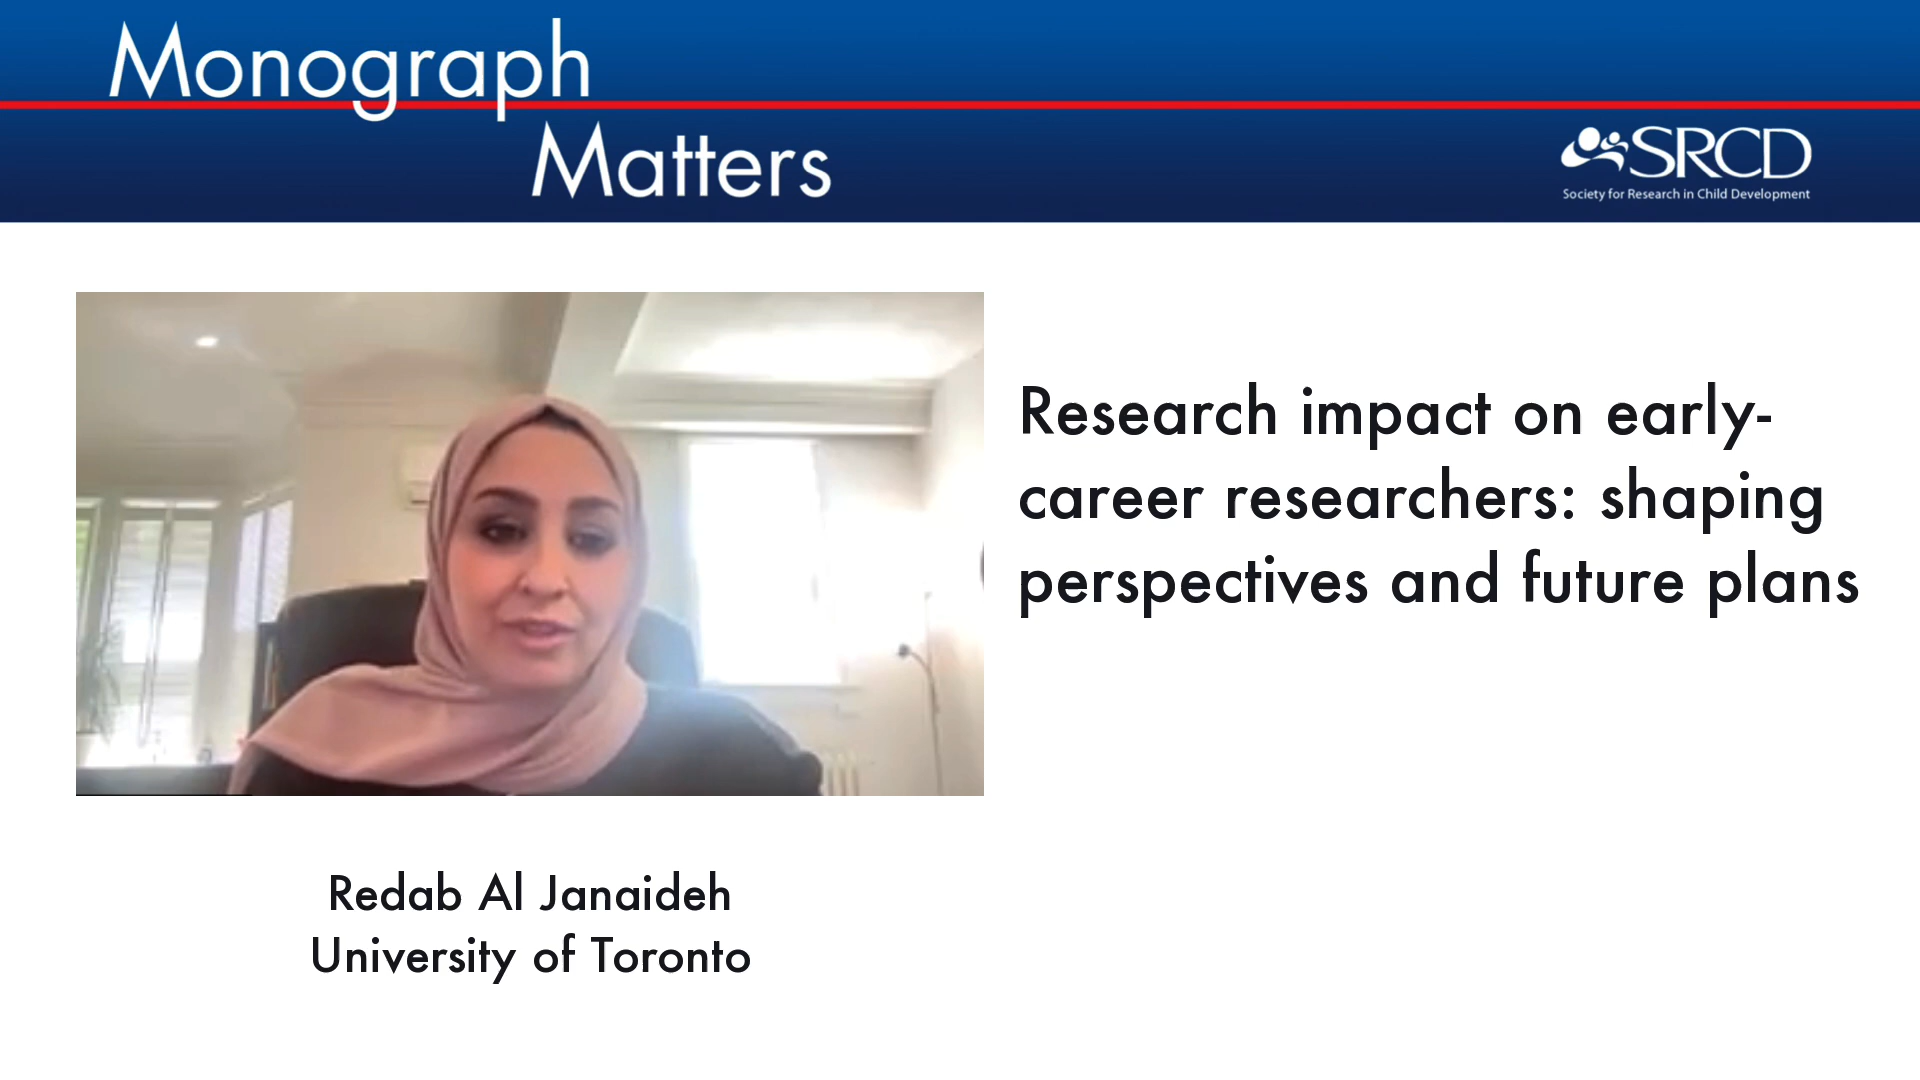 Monograph
Matters
SRCD
Society for Research in Child Development
Research impact on early-
career researchers: shaping
perspectives and future plans
Redab Al Janaideh
University of Toronto